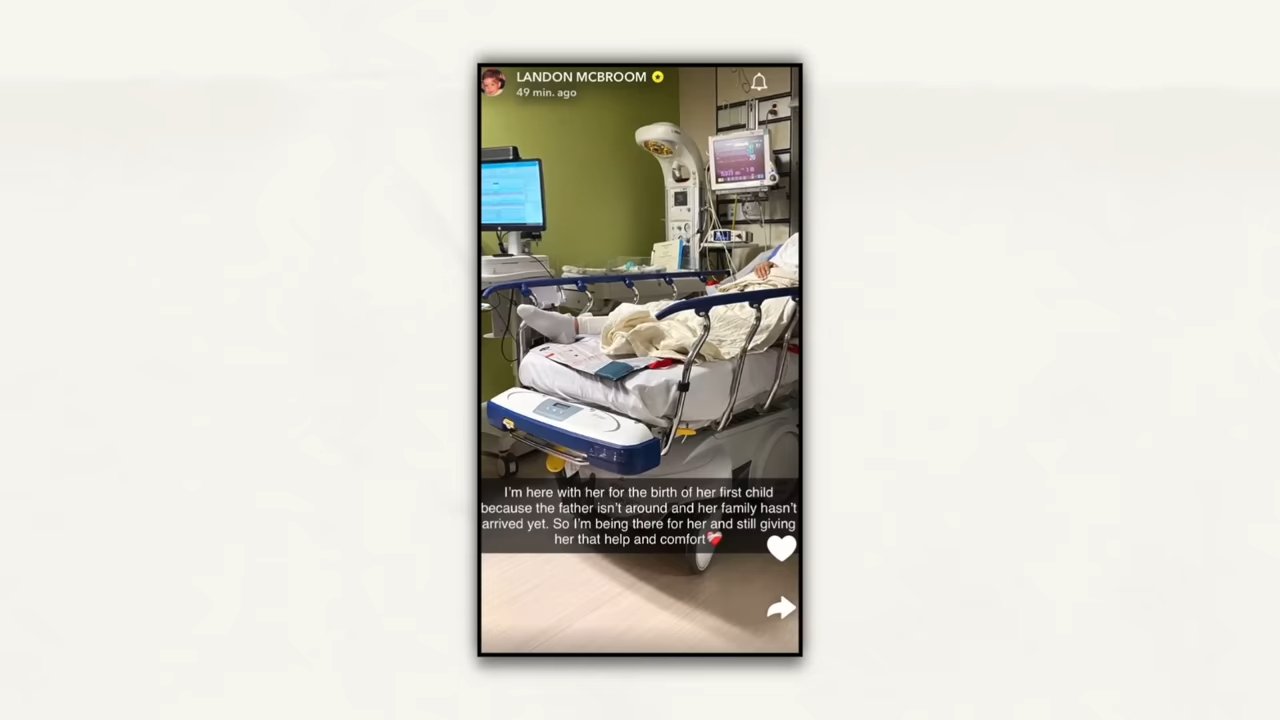 LANDON MCBROOM
49 min. ago
I'm here with her for the birth of her first child
because the father isn't around and her family hasn't
arrived yet. So I'm being there for her and still giving
her that help and comfort❤️‍🩹